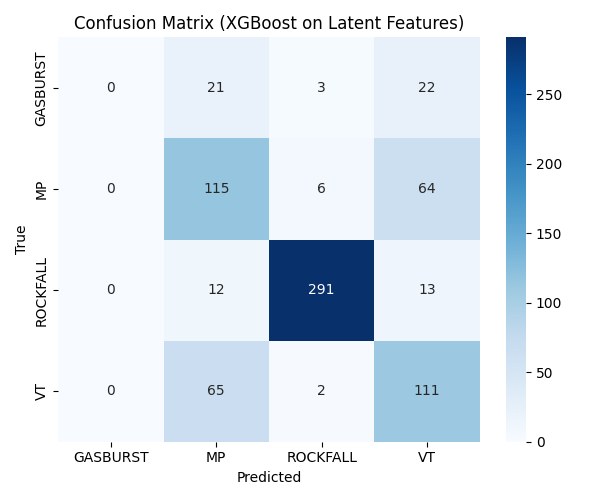 Confusion Matrix (XGBoost on Latent Features)
GASBURST 0 21 3 22
MP 0 115 6 64
ROCKFALL 0 12 291 13
VT 0 65 2 111
GASBURST MP ROCKFALL VT
Predicted
True
250
200
150
100
50
0